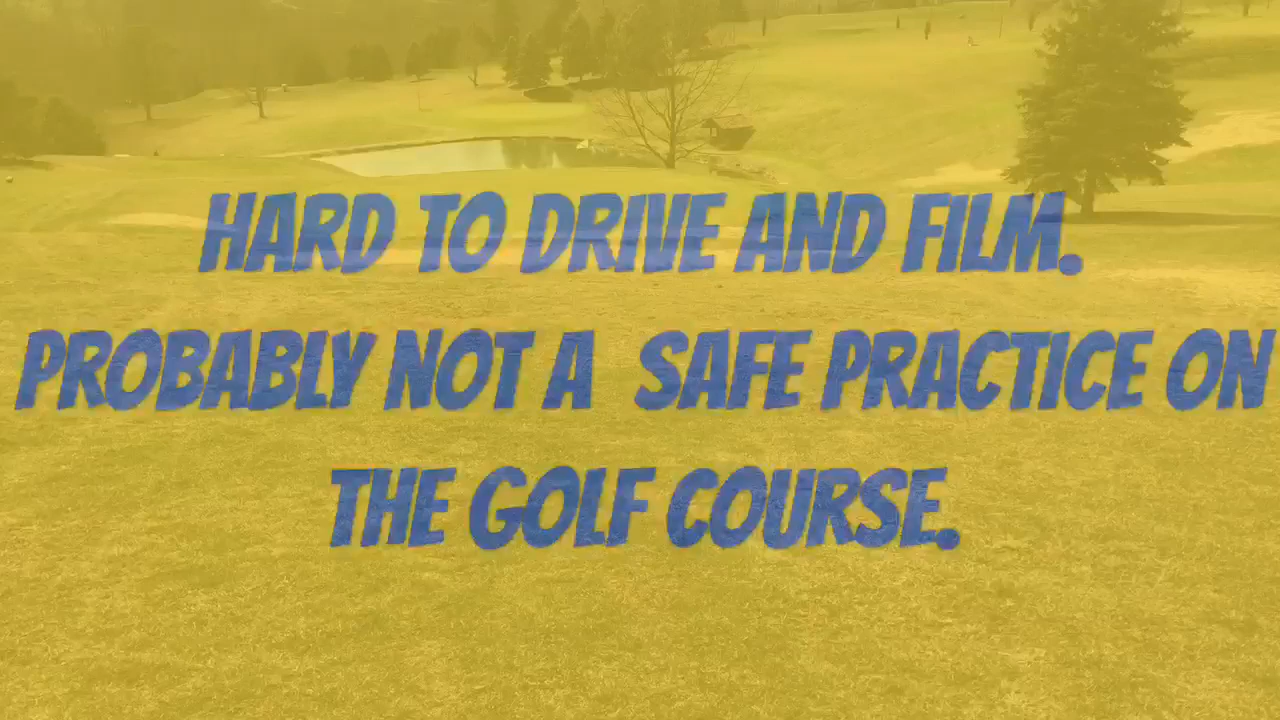 HARD TO DRIVE AND FILM.
PROBABLY NOT A  SAFE PRACTICE ON
THE GOLF COURSE.